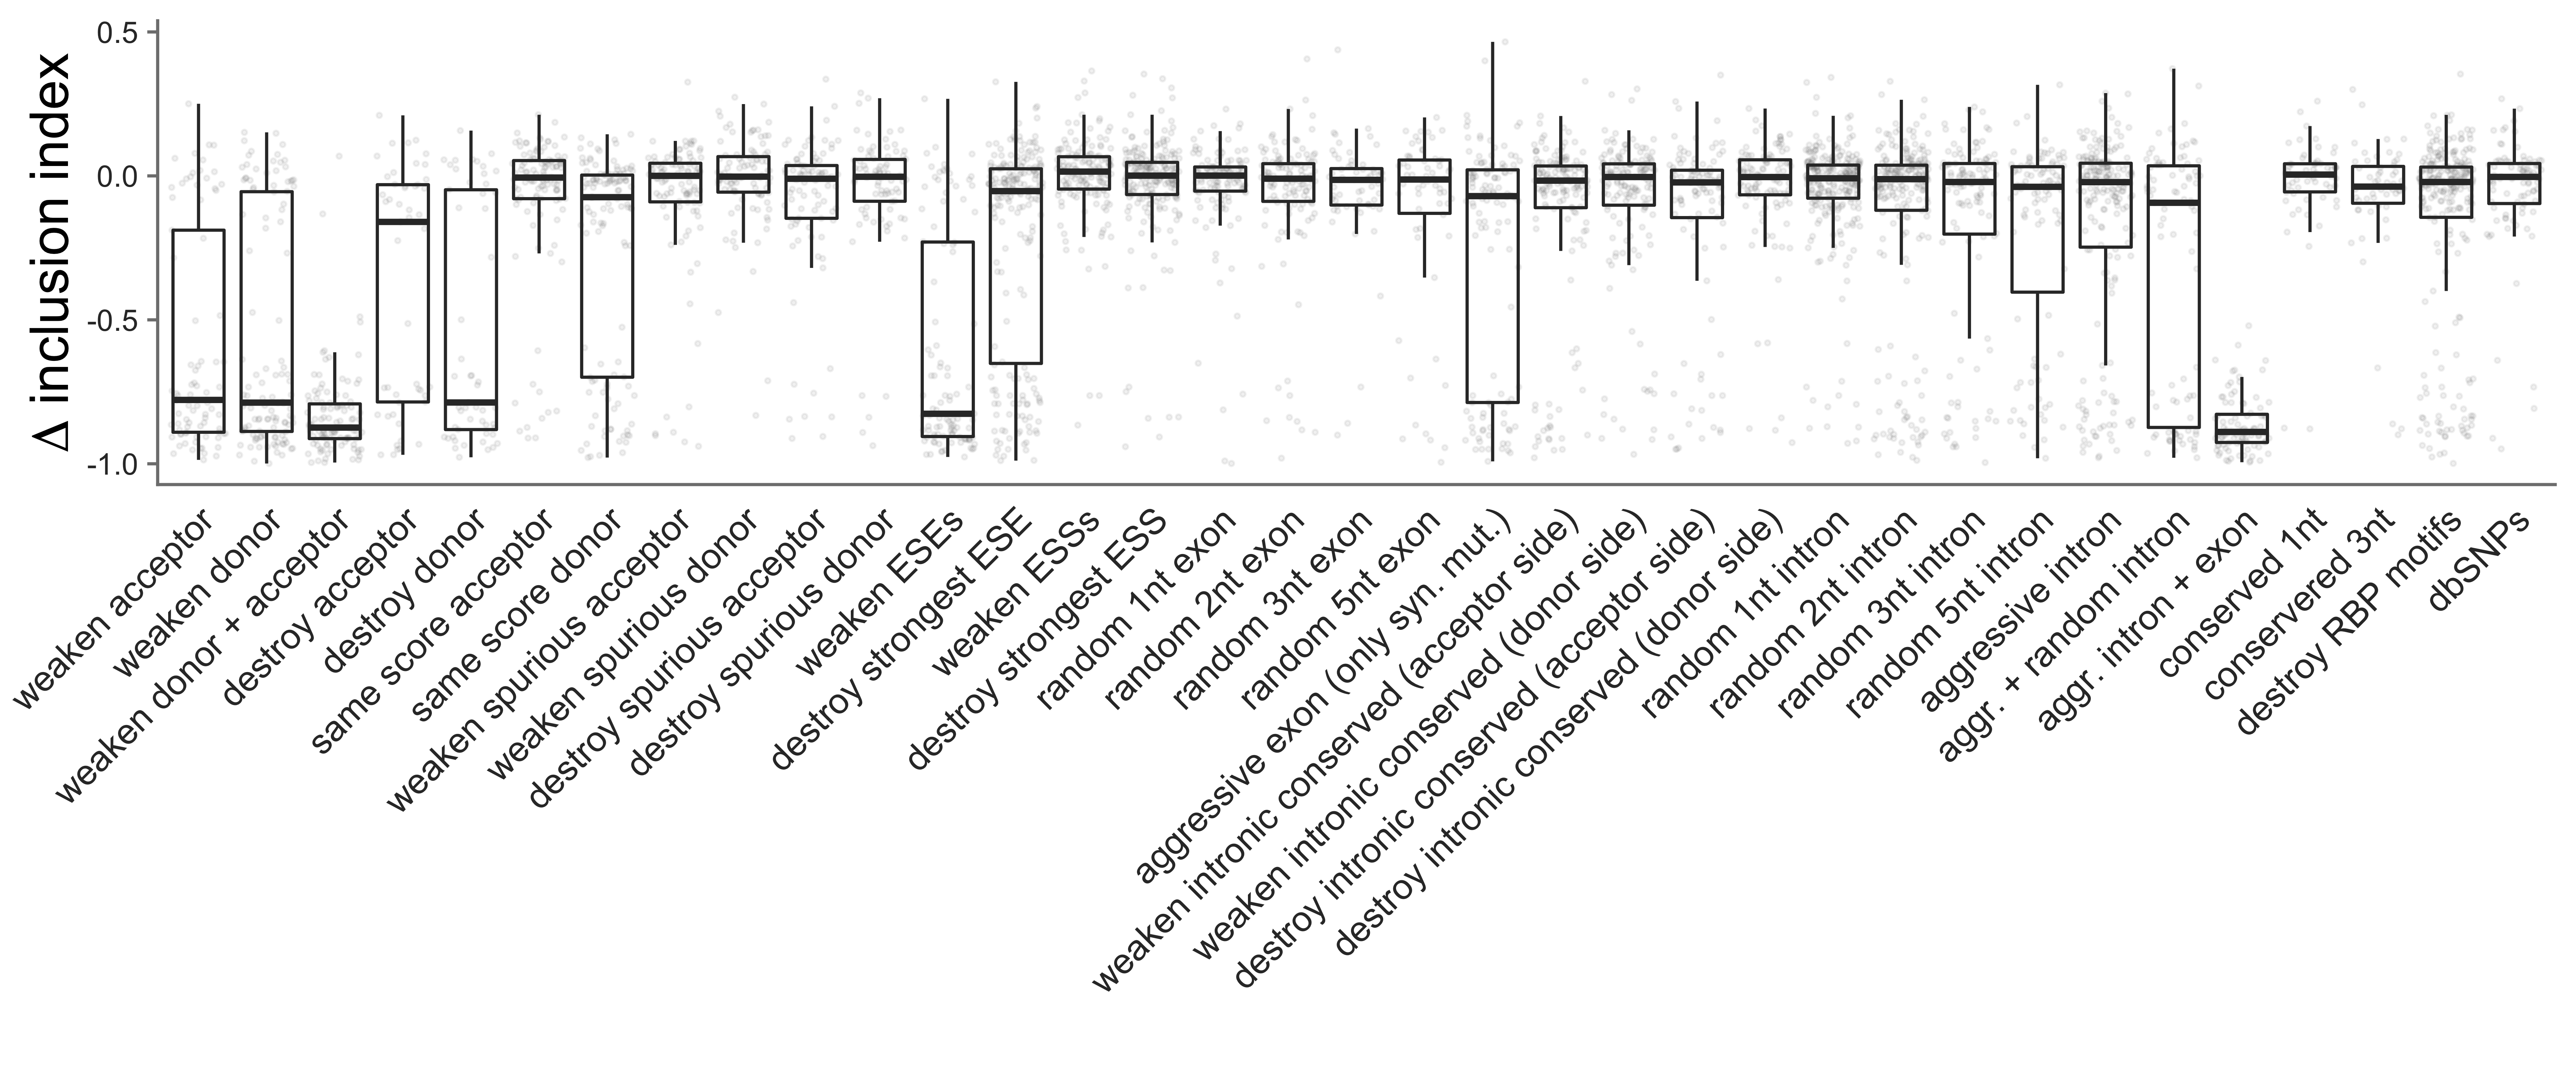 Δ inclusion index
0.5
0.0
-0.5
-1.0
weaken acceptor
weaken donor
weaken donor + acceptor
destroy acceptor
destroy donor
same score acceptor
same score donor
weaken spurious acceptor
weaken spurious donor
destroy spurious acceptor
destroy spurious donor
weaken ESEs
destroy strongest ESE
weaken ESSs
destroy strongest ESS
random 1nt exon
random 2nt exon
random 3nt exon
random 5nt exon
aggressive exon (only syn. mut.)
weaken intronic conserved (acceptor side)
weaken intronic conserved (donor side)
destroy intronic conserved (acceptor side)
destroy intronic conserved (donor side)
random 1nt intron
random 2nt intron
random 3nt intron
random 5nt intron
aggressive intron
aggr. + random intron
aggr. intron + exon
conserved 1nt
conservered 3nt
destroy RBP motifs
dbSNPs